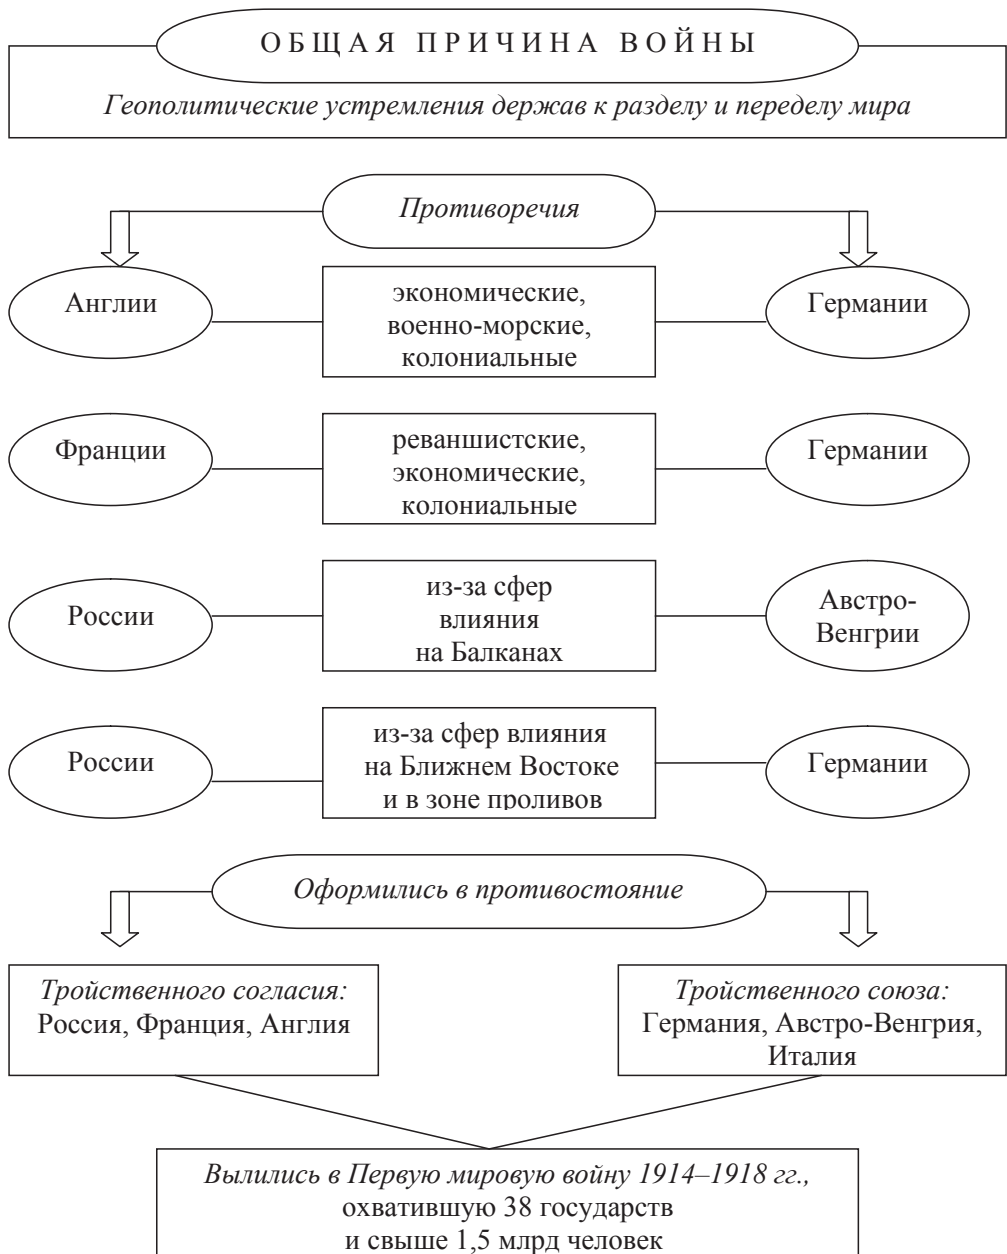 ОБЩАЯ ПРИЧИНА ВОЙНЫ
Геополитические устремления держав к разделу и переделу мира
Противоречия
Англии
экономические,
военно-морские,
колониальные
Германии
Франции
реваншистские,
экономические,
колониальные
Германии
России
из-за сфер
влияния
на Балканах
Австро-
Венгрии
России
из-за сфер влияния
на Ближнем Востоке
и в зоне проливов
Германии
Оформились в противостояние
Тройственного согласия:
Россия, Франция, Англия
Тройственного союза:
Германия, Австро-Венгрия,
Италия
Вылились в Первую мировую войну 1914–1918 гг.,
охватившую 38 государств
и свыше 1,5 млрд человек